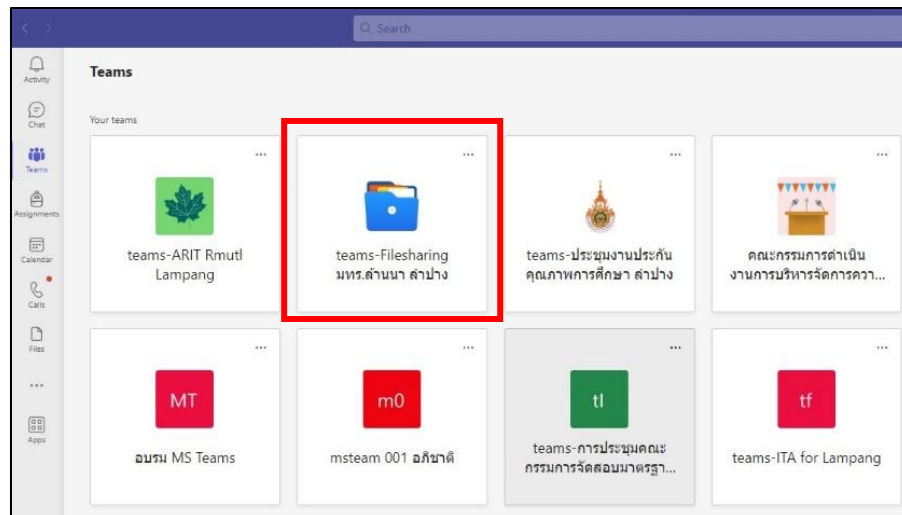 Search
Activity
Chat
Teams
Assignments
Calendar
Calls
Files
Apps
Teams
Your teams
teams-ARIT Rmutl
Lampang
teams-Filesharing
มทร.ล้านนา ลำปาง
teams-ประชุมงานประกัน
คุณภาพการศึกษา ลำปาง
คณะกรรมการดำเนิน
งานการบริหารจัดการควา...
MT
อบรม MS Teams
m0
msteam 001 อภิชาติ
tl
teams-การประชุมคณะ
กรรมการจัดสอบมาตรฐา...
tf
teams-ITA for Lampang